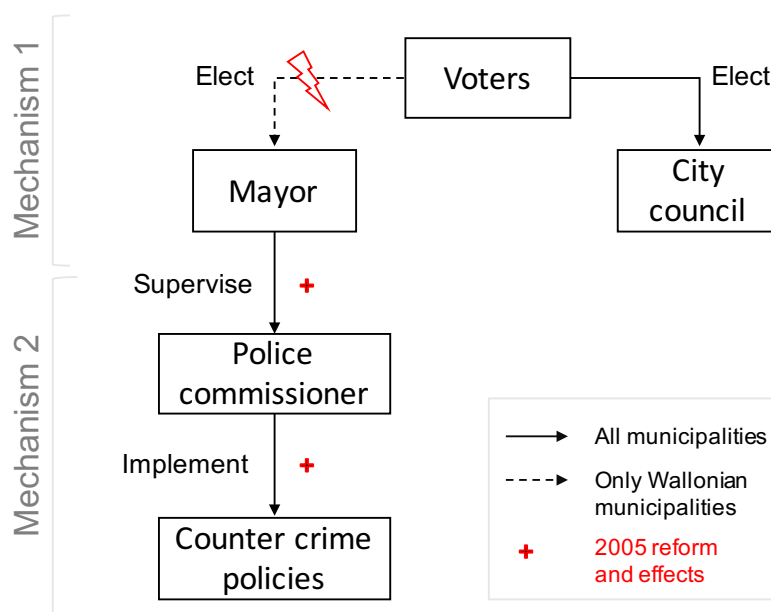 Mechanism 1
Elect
Voters
Elect
Mayor
City
council
Supervise
Mechanism 2
Police
commissioner
Implement
Counter crime
policies
All municipalities
Only Wallonian
municipalities
2005 reform
and effects